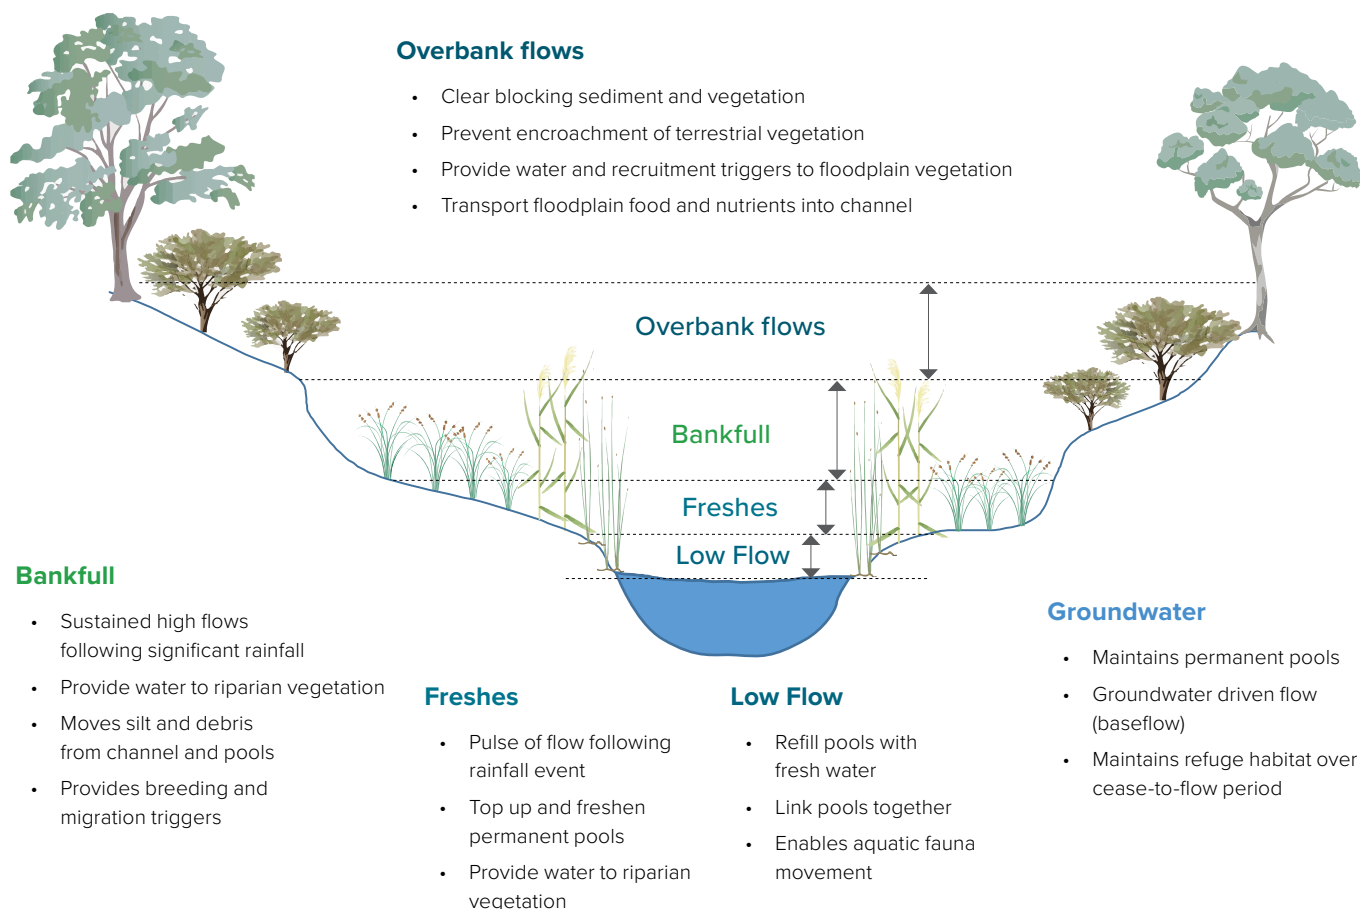 Overbank flows
• Clear blocking sediment and vegetation
• Prevent encroachment of terrestrial vegetation
• Provide water and recruitment triggers to floodplain vegetation
• Transport floodplain food and nutrients into channel
Overbank flows
Bankfull
Freshes
Low Flow
Bankfull
• Sustained high flows
following significant rainfall
• Provide water to riparian vegetation
• Moves silt and debris
from channel and pools
• Provides breeding and
migration triggers
Freshes
• Pulse of flow following
rainfall event
• Top up and freshen
permanent pools
• Provide water to riparian
vegetation
Low Flow
• Refill pools with
fresh water
• Link pools together
• Enables aquatic fauna
movement
Groundwater
• Maintains permanent pools
• Groundwater driven flow
(baseflow)
• Maintains refuge habitat over
cease-to-flow period